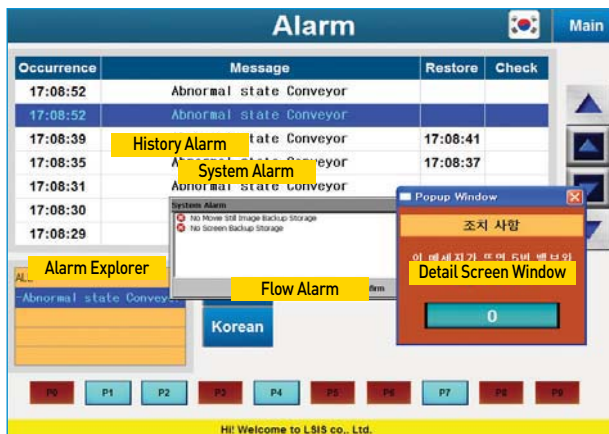 Alarm
Main
Occurrence Message Restore Check
17:08:52 Abnormal state Conveyor
17:08:52 Abnormal state Conveyor
17:08:39 tate Conveyor 17:08:41
History Alarm
17:08:35 tate Conveyor 17:08:37
System Alarm
17:08:31 Abnormal state Conveyor
17:08:30
17:08:29
System Alarm
No Movie Still Image Backup Storage
No Screen Backup Storage
Popup Window
조치 사항
Detail Screen Window
0
Alarm Explorer
-Abnormal state Conveyor
Flow Alarm
Korean
P0 P1 P2 P3 P4 P5 P6 P7 P8 P9
Hi! Welcome to LSIS co., Ltd.